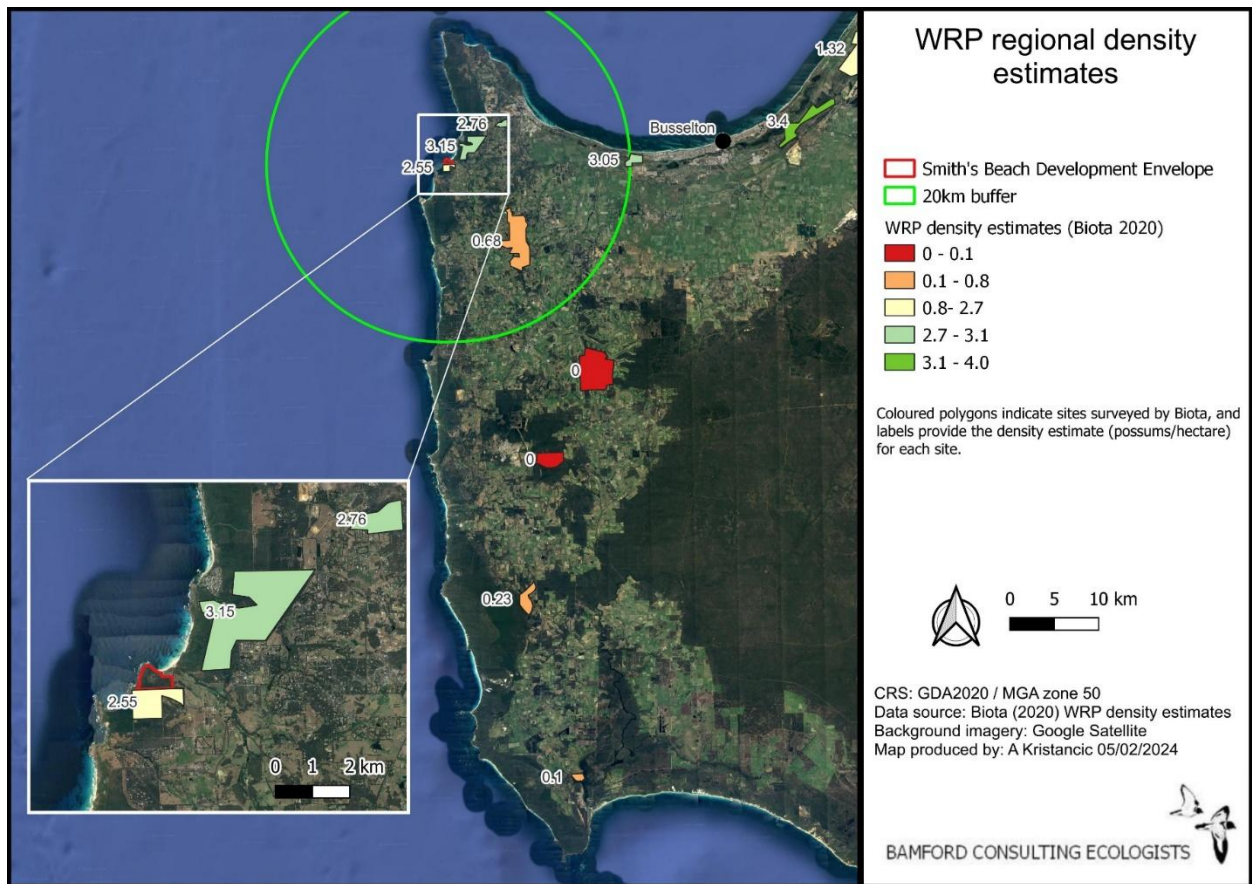 WRP regional density
estimates
Smith's Beach Development Envelope
20km buffer
WRP density estimates (Biota 2020)
0 - 0.1
0.1 - 0.8
0.8- 2.7
2.7 - 3.1
3.1 - 4.0
Coloured polygons indicate sites surveyed by Biota, and
labels provide the density estimate (possums/hectare)
for each site.
0 5 10 km
CRS: GDA2020 / MGA zone 50
Data source: Biota (2020) WRP density estimates
Background imagery: Google Satellite
Map produced by: A Kristancic 05/02/2024
BAMFORD CONSULTING ECOLOGISTS
1.32
3.4
Busselton
2.76
3.15
2.55
3.05
0.68
0
0
0.23
0.1
2.76
3.15
2.55
0 1 2 km